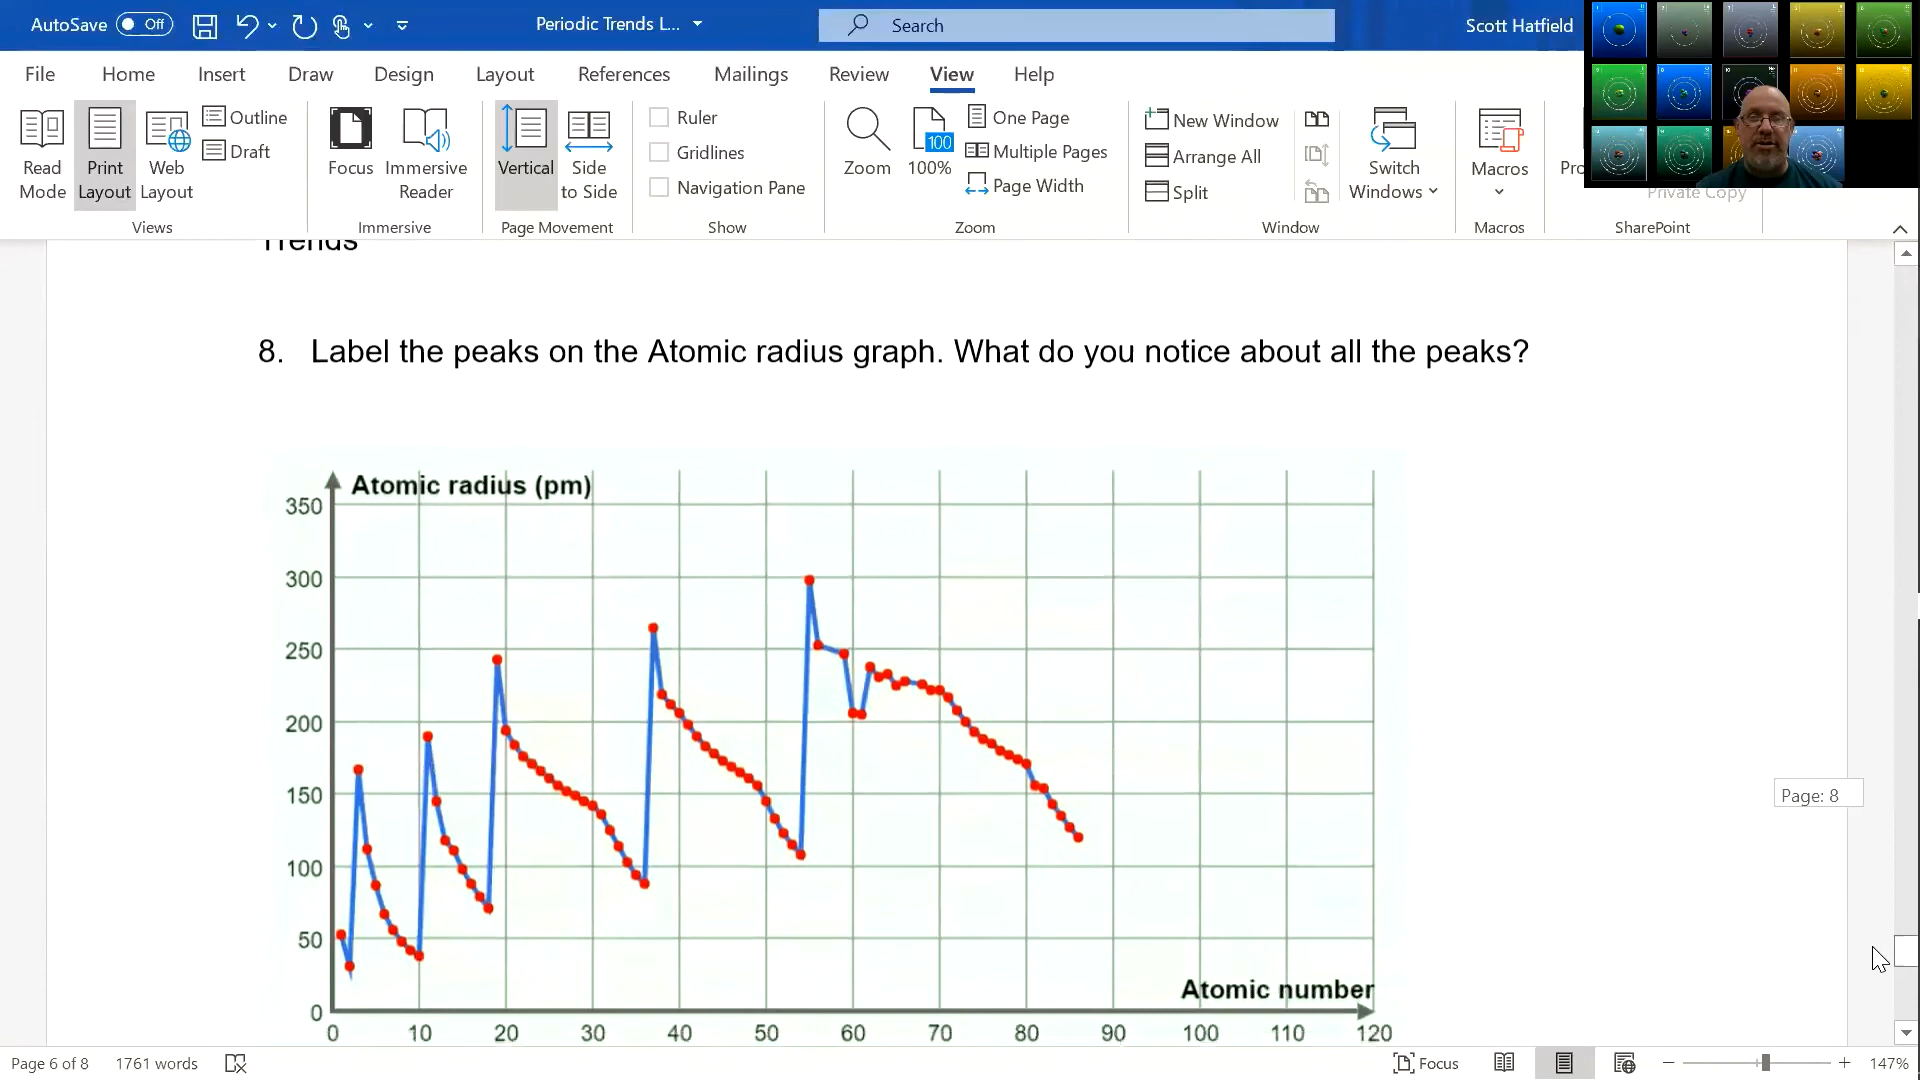 AutoSave Off
Periodic Trends L...
Search
Scott Hatfield
File Home Insert Draw Design Layout References Mailings Review View Help
Read Mode
Print Layout
Web Layout
Outline
Draft
Views
Focus
Immersive Reader
Immersive
Vertical
Side to Side
Page Movement
Ruler
Gridlines
Navigation Pane
Show
Zoom
100
100%
One Page
Multiple Pages
Page Width
Zoom
New Window
Arrange All
Split
Switch Windows
Window
Macros
Macros
Private Copy
SharePoint
Trends
8. Label the peaks on the Atomic radius graph. What do you notice about all the peaks?
Atomic radius (pm)
350
300
250
200
150
100
50
0
Atomic number
0 10 20 30 40 50 60 70 80 90 100 110 120
Page: 8
Page 6 of 8 1761 words
Focus
147%